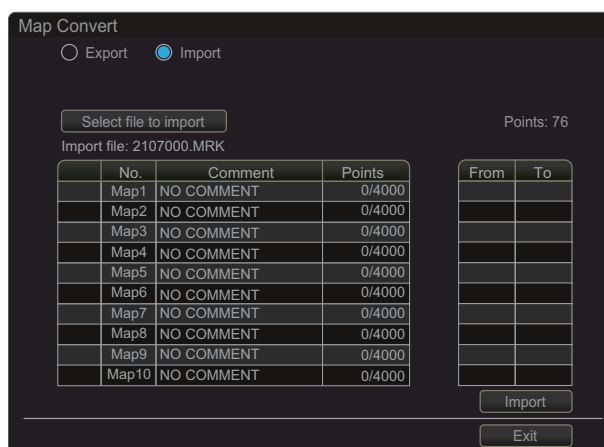 Map Convert
Export Import
Select file to import Points: 76
Import file: 2107000.MRK
No. Comment Points From To
Map1 NO COMMENT 0/4000
Map2 NO COMMENT 0/4000
Map3 NO COMMENT 0/4000
Map4 NO COMMENT 0/4000
Map5 NO COMMENT 0/4000
Map6 NO COMMENT 0/4000
Map7 NO COMMENT 0/4000
Map8 NO COMMENT 0/4000
Map9 NO COMMENT 0/4000
Map10 NO COMMENT 0/4000
Import
Exit